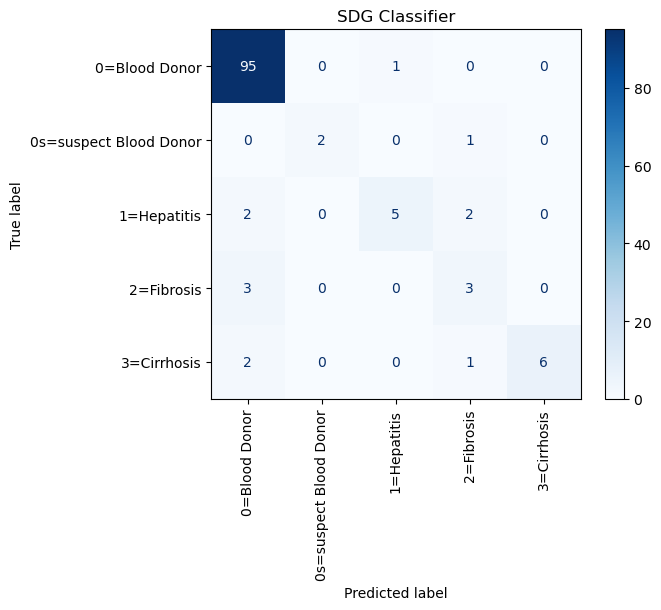 SDG Classifier
True label
0=Blood Donor 95 0 1 0 0
0s=suspect Blood Donor 0 2 0 1 0
1=Hepatitis 2 0 5 2 0
2=Fibrosis 3 0 0 3 0
3=Cirrhosis 2 0 0 1 6
0=Blood Donor
0s=suspect Blood Donor
1=Hepatitis
2=Fibrosis
3=Cirrhosis
Predicted label
80
60
40
20
0